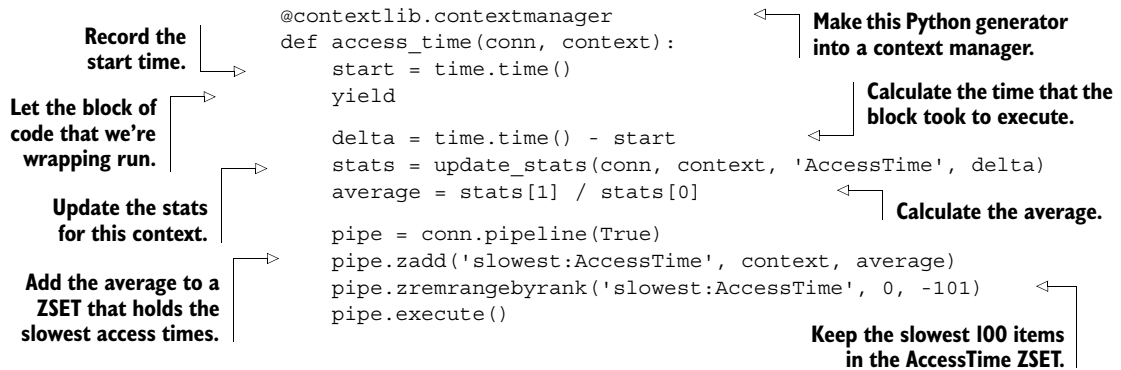 @contextlib.contextmanager
Make this Python generator
into a context manager.
def access_time(conn, context):
Record the
start time.
    start = time.time()
    yield
Let the block of
code that we're
wrapping run.
Calculate the time that the
block took to execute.
    delta = time.time() - start
    stats = update_stats(conn, context, 'AccessTime', delta)
    average = stats[1] / stats[0]
Update the stats
for this context.
Calculate the average.
    pipe = conn.pipeline(True)
    pipe.zadd('slowest:AccessTime', context, average)
    pipe.zremrangebyrank('slowest:AccessTime', 0, -101)
    pipe.execute()
Add the average to a
ZSET that holds the
slowest access times.
Keep the slowest 100 items
in the AccessTime ZSET.